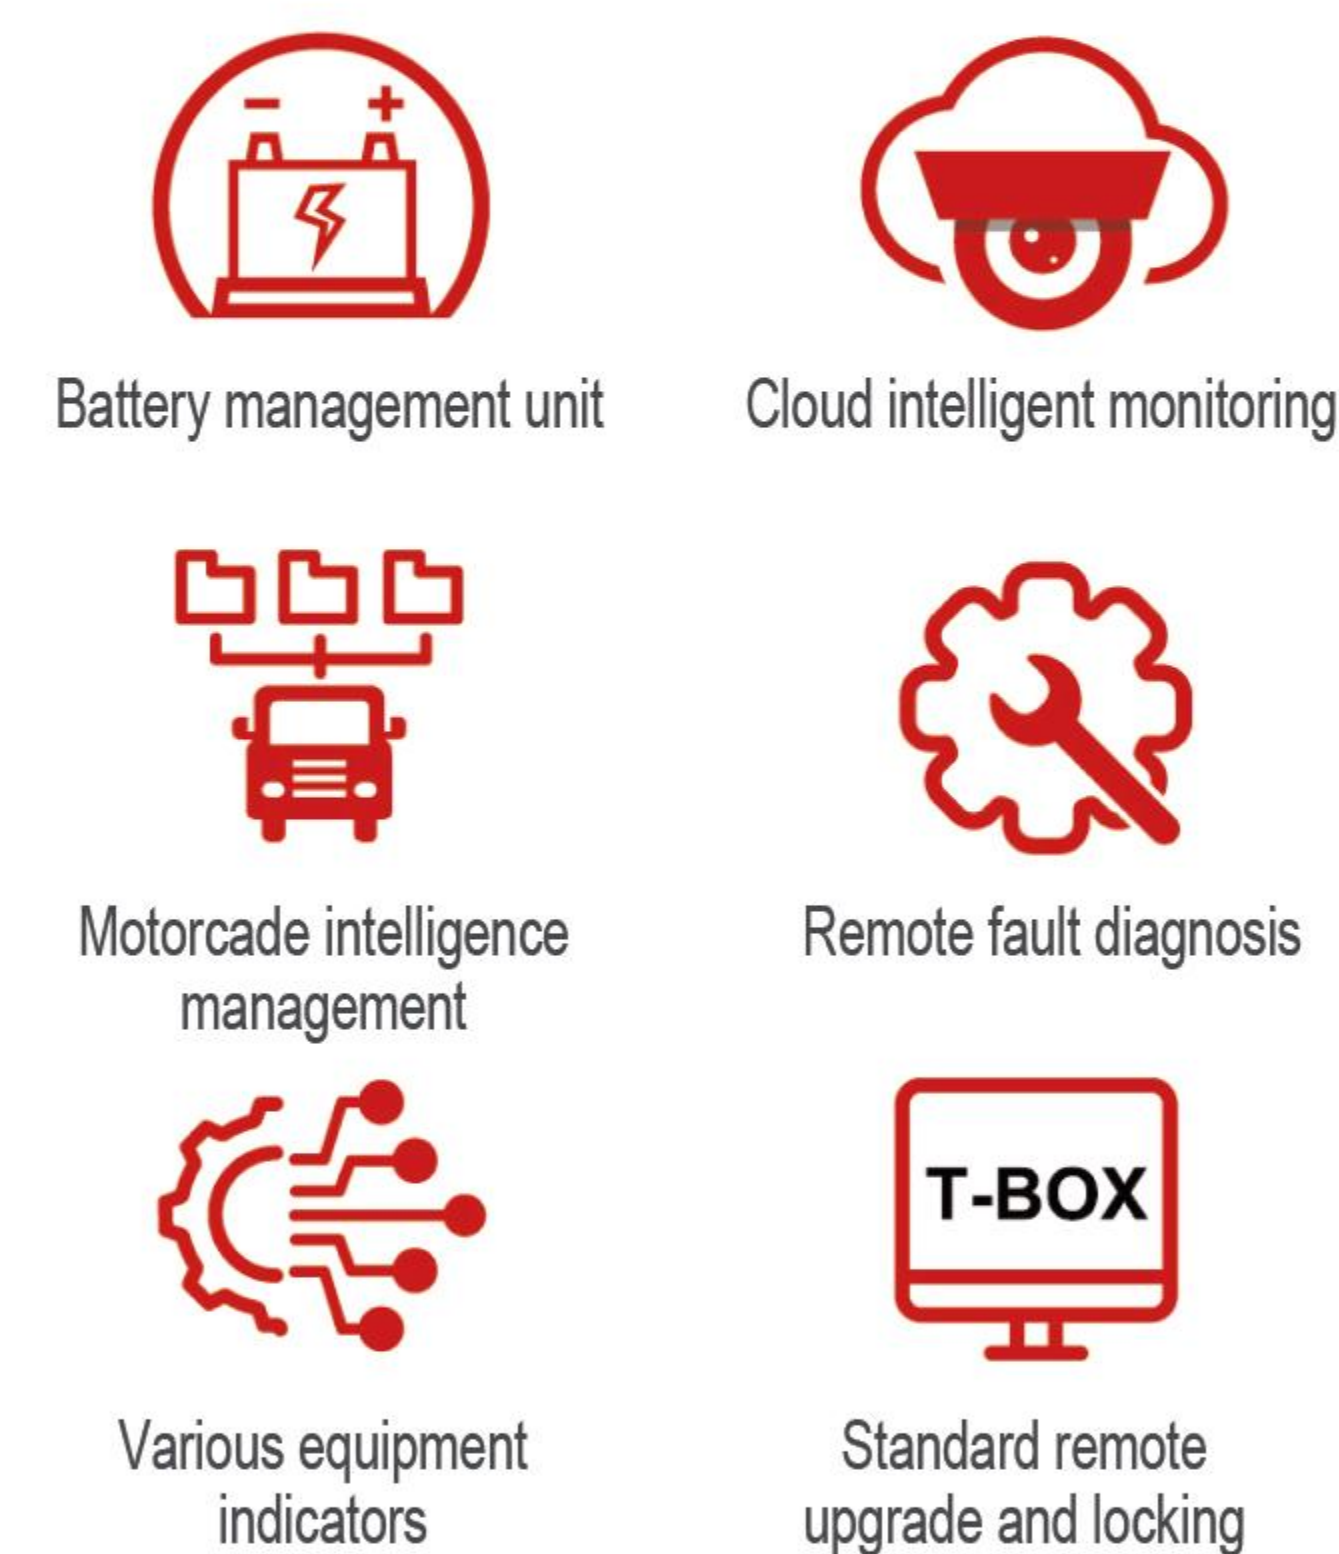 - +
Battery management unit
Cloud intelligent monitoring
Motorcade intelligence
management
Remote fault diagnosis
T-BOX
Various equipment
indicators
Standard remote
upgrade and locking